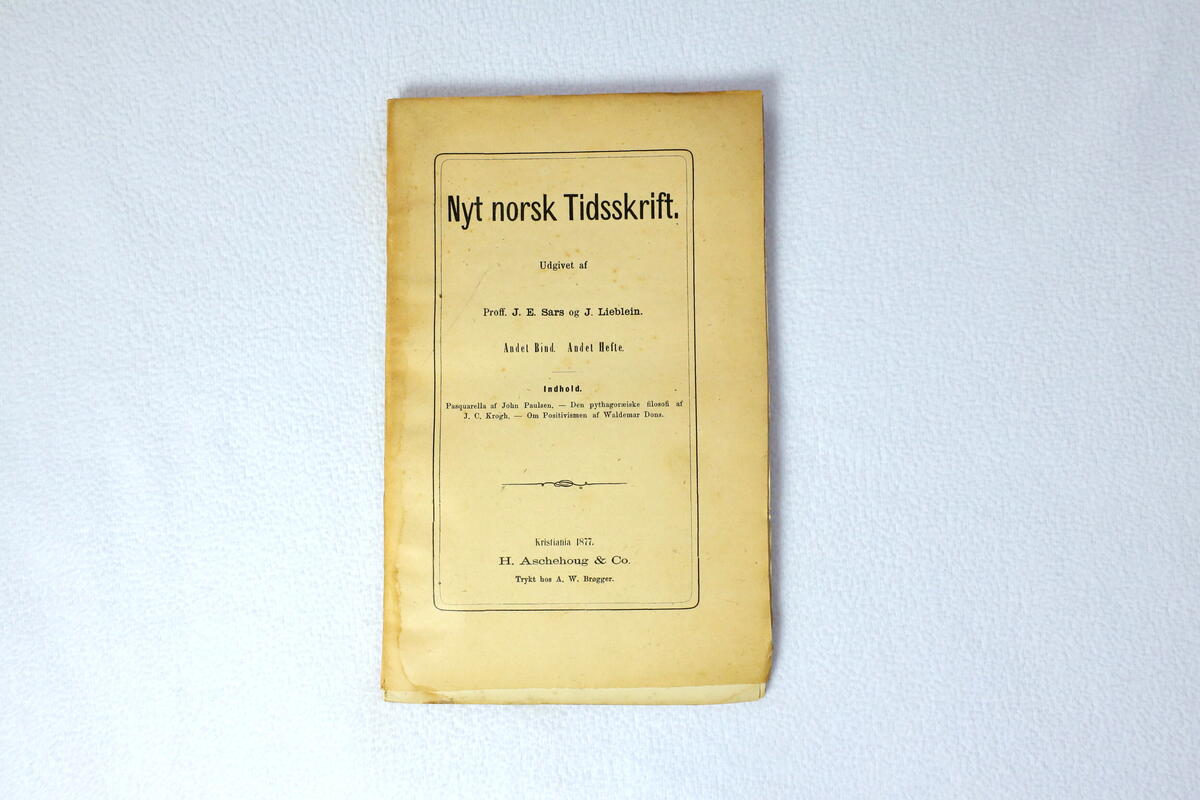 Nyt norsk Tidsskrift.
Udgivet af
Proff. J. E. Sars og J. Lieblein.
Andet Bind. Andet Hefte.
Indhold.
Pasquarella af John Paulsen. — Den pythagoræiske filosofi af
J. C. Krogh. — Om Positivismen af Waldemar Dons.
Kristiania 1877.
H. Aschehoug & Co.
Trykt hos A. W. Brøgger.